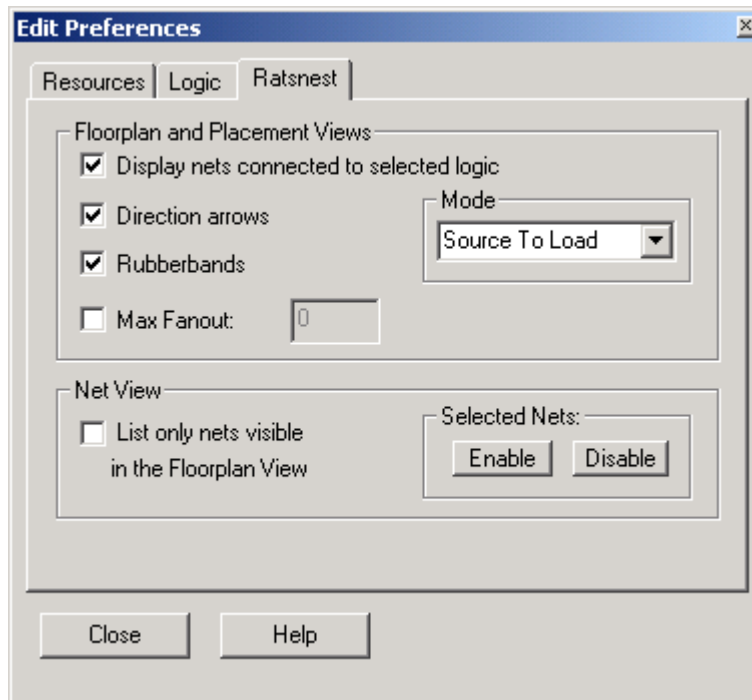 Edit Preferences
Resources Logic Ratsnest
Floorplan and Placement Views
Display nets connected to selected logic
Direction arrows
Mode
Source To Load
Rubberbands
Max Fanout: 0
Net View
List only nets visible
in the Floorplan View
Selected Nets:
Enable Disable
Close Help